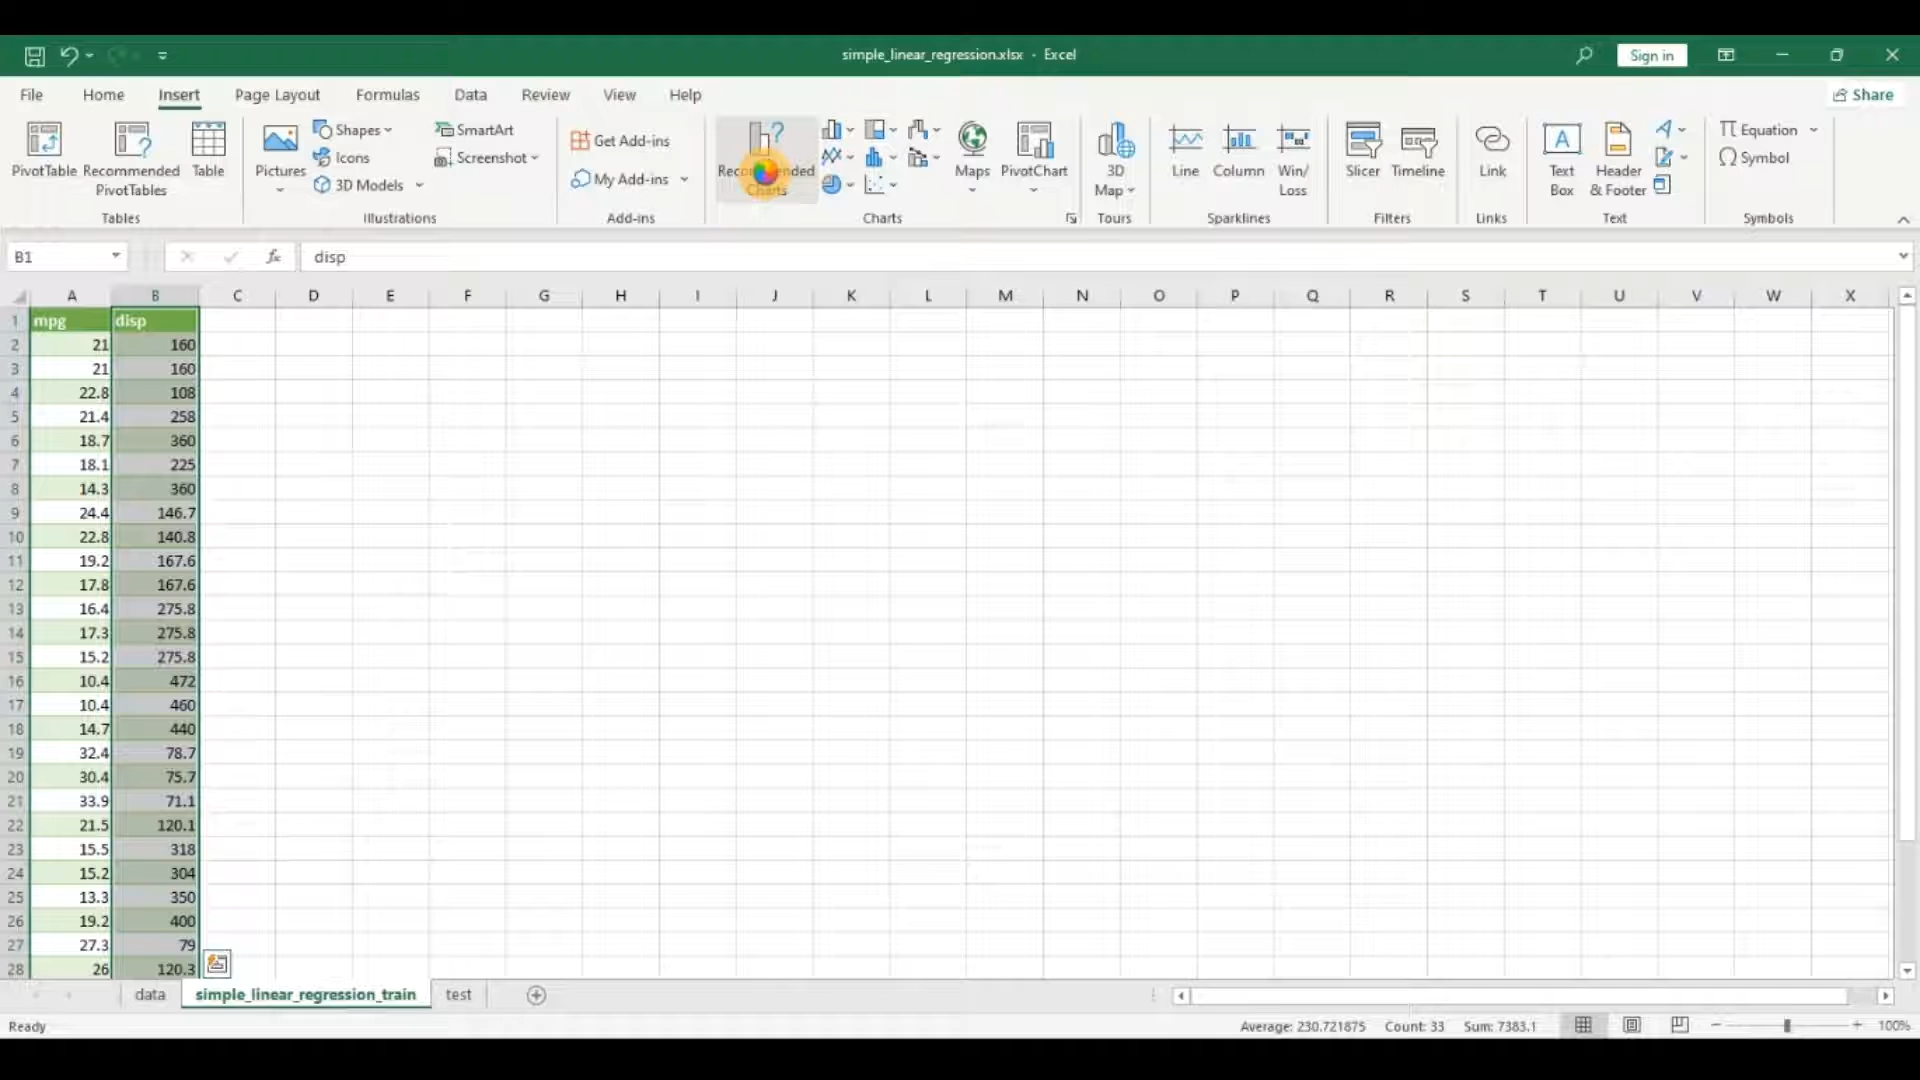 simple_linear_regression.xlsx - Excel
Sign in
File Home Insert Page Layout Formulas Data Review View Help
Share
PivotTable
Recommended PivotTables
Table
Tables
Pictures
Shapes
Icons
3D Models
SmartArt
Screenshot
Illustrations
Get Add-ins
My Add-ins
Add-ins
Recommended
Charts
Maps
PivotChart
Charts
3D Map
Tours
Line
Column
Win/Loss
Sparklines
Slicer
Timeline
Filters
Link
Links
Text Box
Header & Footer
Text
Equation
Symbol
Symbols
B1 fx disp
A B C D E F G H I J K L M N O P Q R S T U V W X
1 mpg disp
2 21 160
3 21 160
4 22.8 108
5 21.4 258
6 18.7 360
7 18.1 225
8 14.3 360
9 24.4 146.7
10 22.8 140.8
11 19.2 167.6
12 17.8 167.6
13 16.4 275.8
14 17.3 275.8
15 15.2 275.8
16 10.4 472
17 10.4 460
18 14.7 440
19 32.4 78.7
20 30.4 75.7
21 33.9 71.1
22 21.5 120.1
23 15.5 318
24 15.2 304
25 13.3 350
26 19.2 400
27 27.3 79
28 26 120.3
data simple_linear_regression_train test
Ready Average: 230.721875 Count: 33 Sum: 7383.1 100%